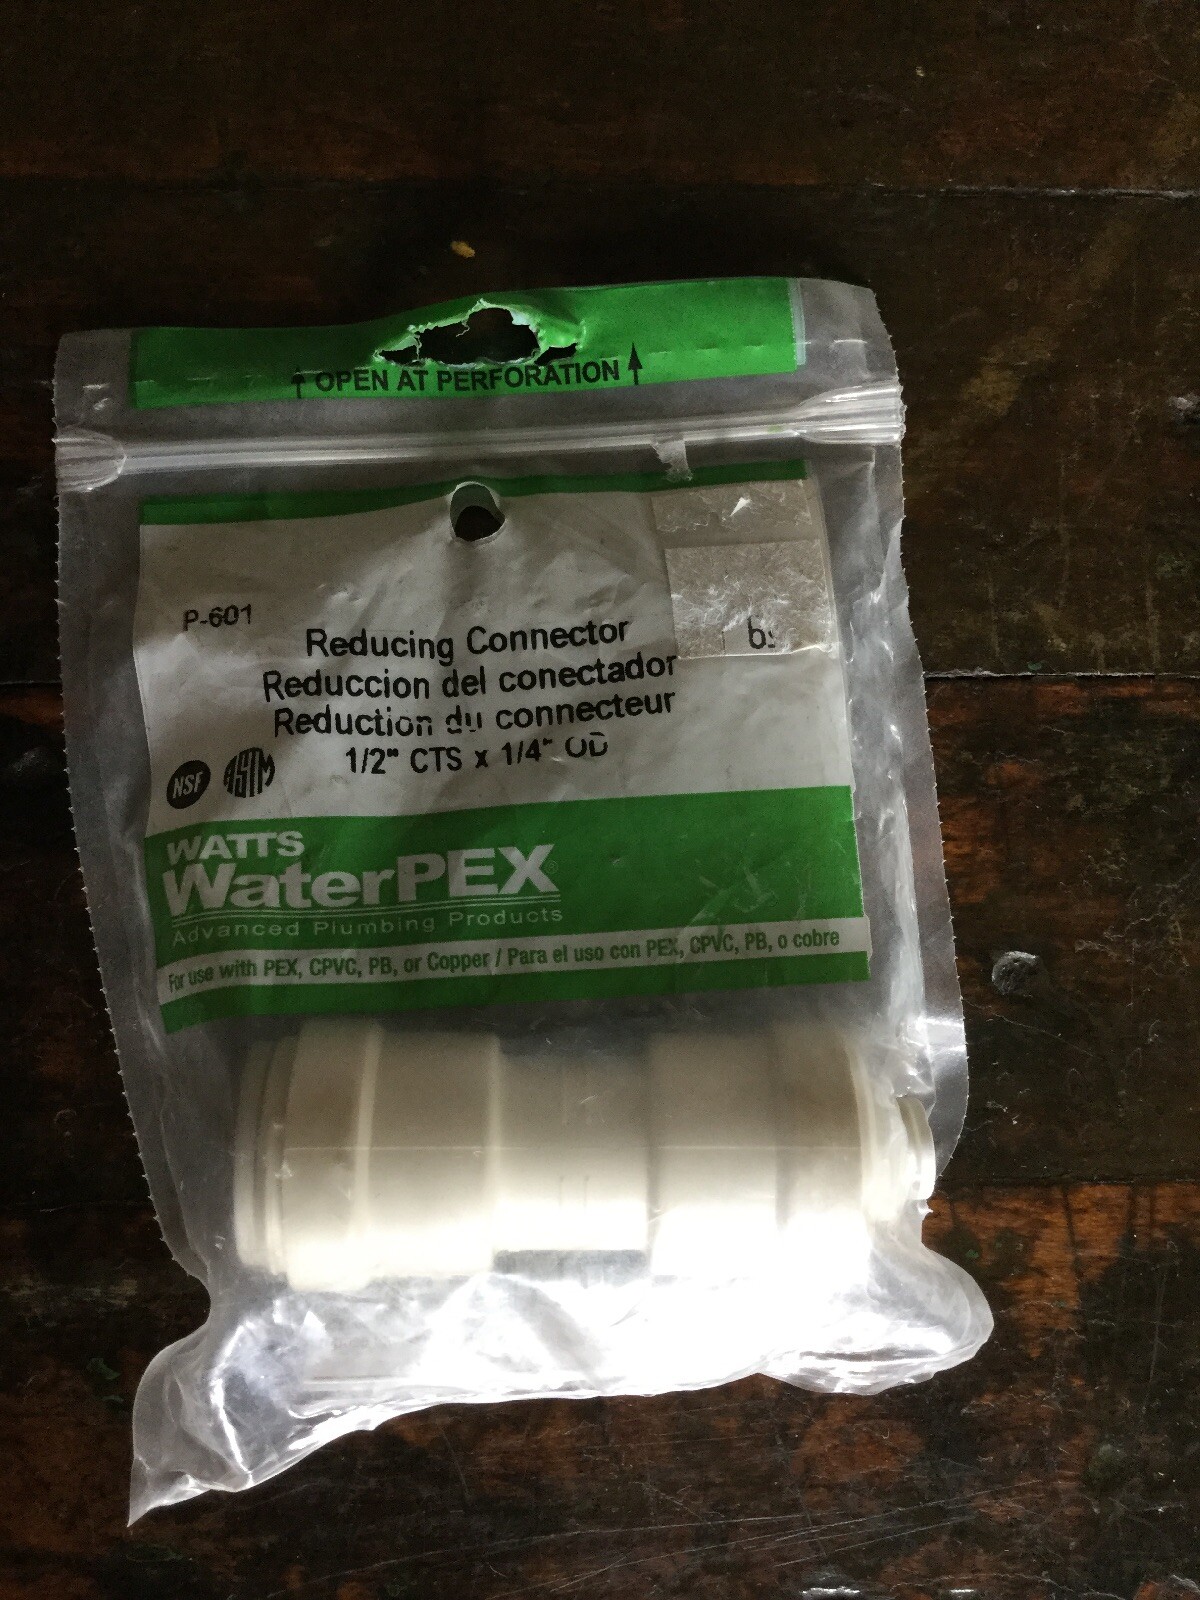 OPEN AT PERFORATION
P-601
Reducing Connector
Reduccion del conectador
Reduction du connecteur
1/2" CTS x 1/4" OD
NSF ASTM
WATTS
WaterPEX®
Advanced Plumbing Products
For use with PEX, CPVC, PB, or Copper / Para el uso con PEX, CPVC, PB, o cobre